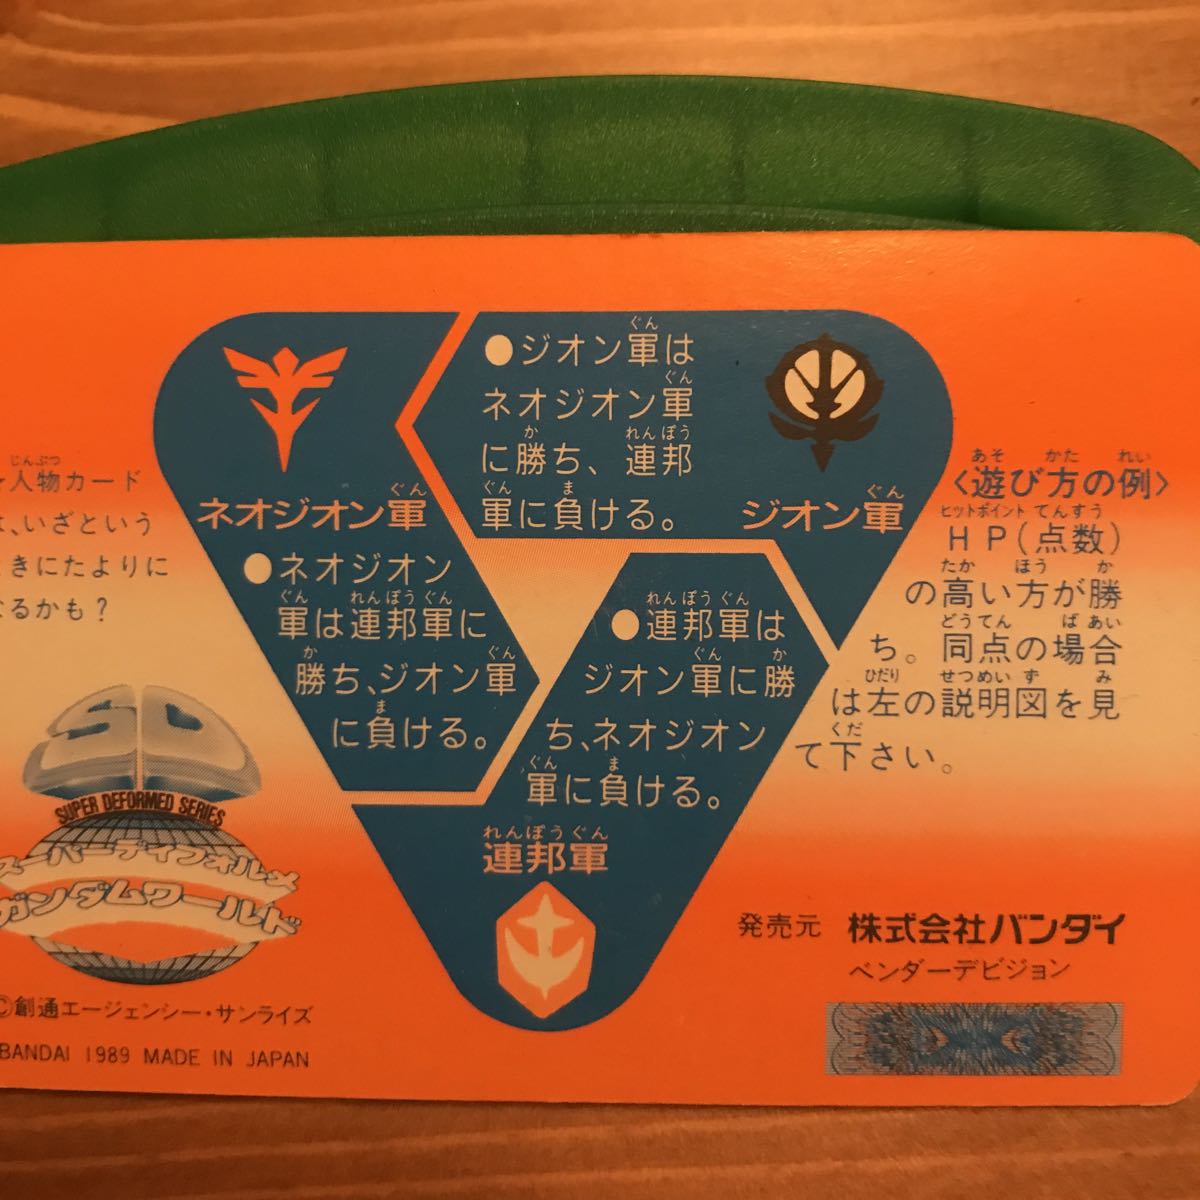 人物カード
は、いざという
ときにたよりに
なるかも?
ネオジオン軍
●ネオジオン
軍は連邦軍に
勝ち、ジオン軍
に負ける。
●ジオン軍は
ネオジオン軍
に勝ち、連邦
軍に負ける。
ジオン軍
●連邦軍は
ジオン軍に勝
ち、ネオジオン
軍に負ける。
連邦軍
〈遊び方の例〉
HP(点数)
の高い方が勝
ち。同点の場合
は左の説明図を見
て下さい。
SD
SUPER DEFORMED SERIES
スーパーディフォルメ
ガンダムワールド
©創通エージェンシー・サンライズ
BANDAI 1989 MADE IN JAPAN
発売元 株式会社バンダイ
ベンダーデビジョン